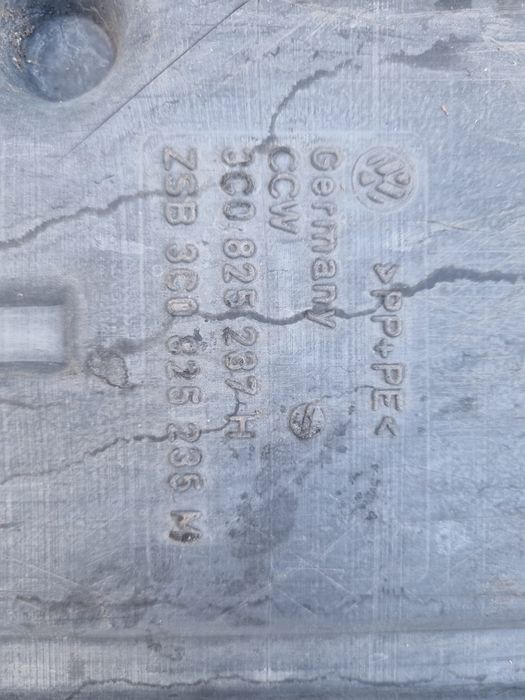 >PP+PE<
Germany
CCW
3C0 825 237 H
ZSB 3C0 825 236 M